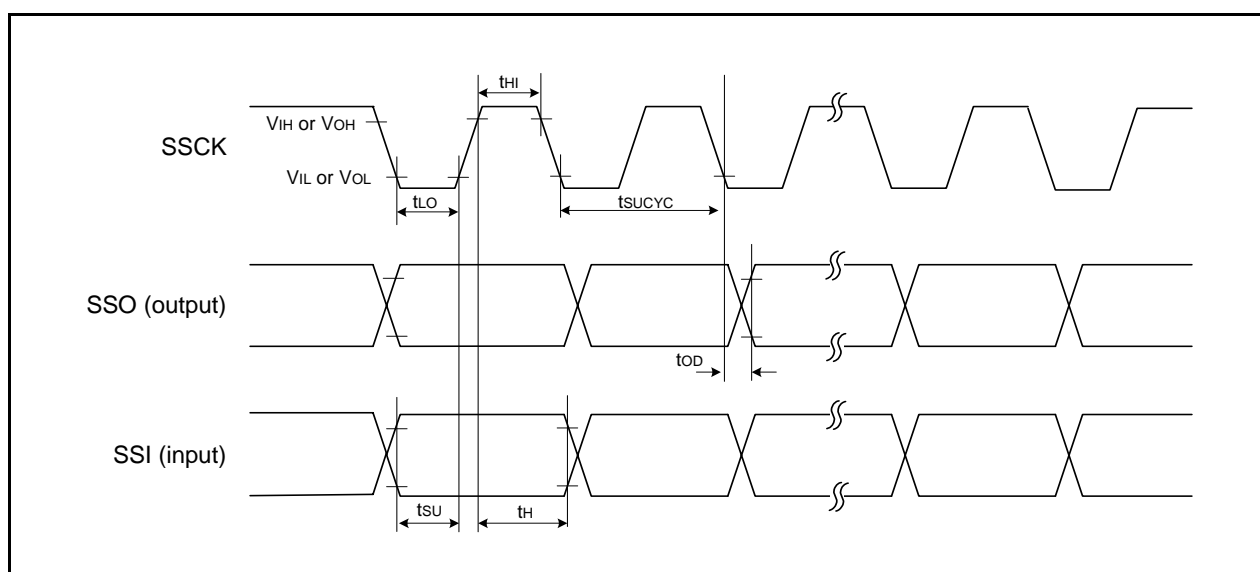 tHI
VIH or VOH
SSCK
VIL or VOL
tLO
tSUCYC
SSO (output)
tOD
SSI (input)
tSU
tH